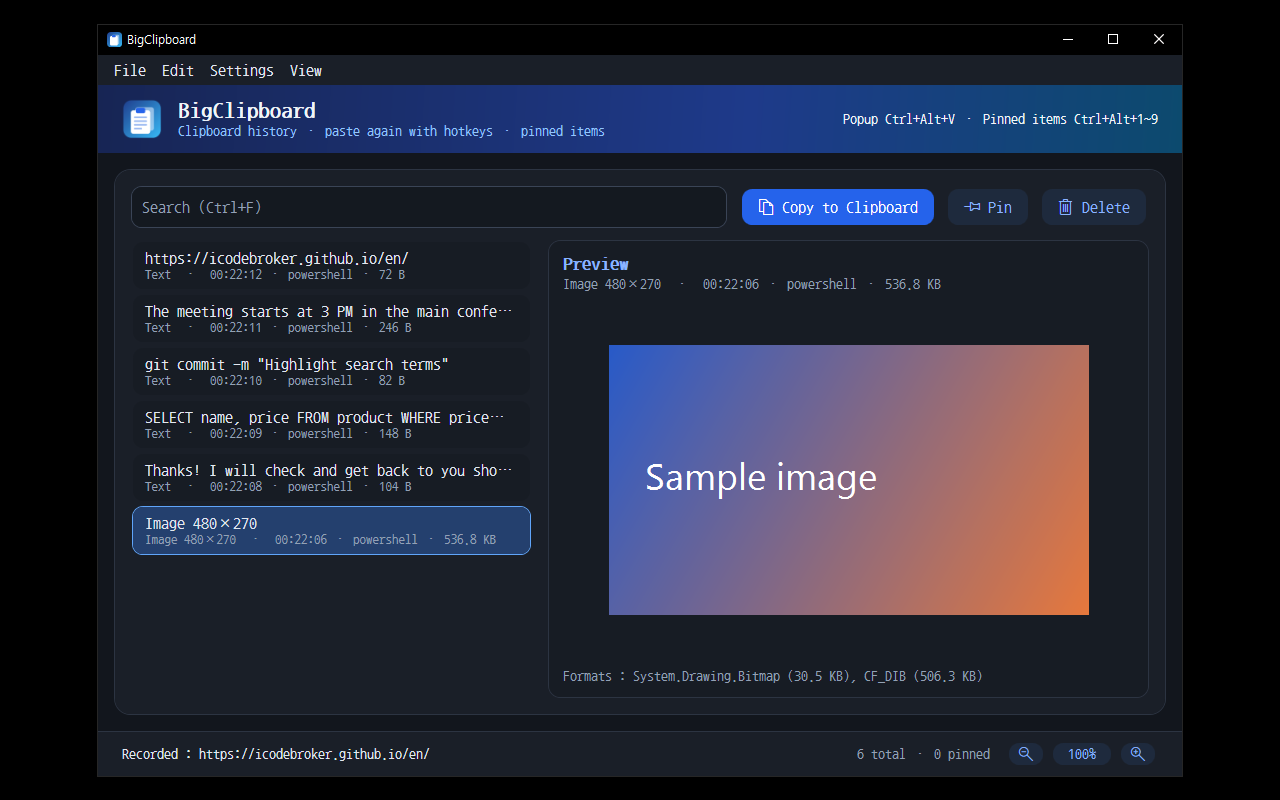 BigClipboard
File Edit Settings View
BigClipboard
Clipboard history · paste again with hotkeys · pinned items
Popup Ctrl+Alt+V · Pinned items Ctrl+Alt+1~9
Search (Ctrl+F)
Copy to Clipboard
Pin
Delete
https://icodebroker.github.io/en/
Text · 00:22:12 · powershell · 72 B
The meeting starts at 3 PM in the main confe…
Text · 00:22:11 · powershell · 246 B
git commit -m "Highlight search terms"
Text · 00:22:10 · powershell · 82 B
SELECT name, price FROM product WHERE price…
Text · 00:22:09 · powershell · 148 B
Thanks! I will check and get back to you sho…
Text · 00:22:08 · powershell · 104 B
Image 480×270
Image 480×270 · 00:22:06 · powershell · 536.8 KB
Preview
Image 480×270 · 00:22:06 · powershell · 536.8 KB
Sample image
Formats : System.Drawing.Bitmap (30.5 KB), CF_DIB (506.3 KB)
Recorded : https://icodebroker.github.io/en/
6 total · 0 pinned
100%